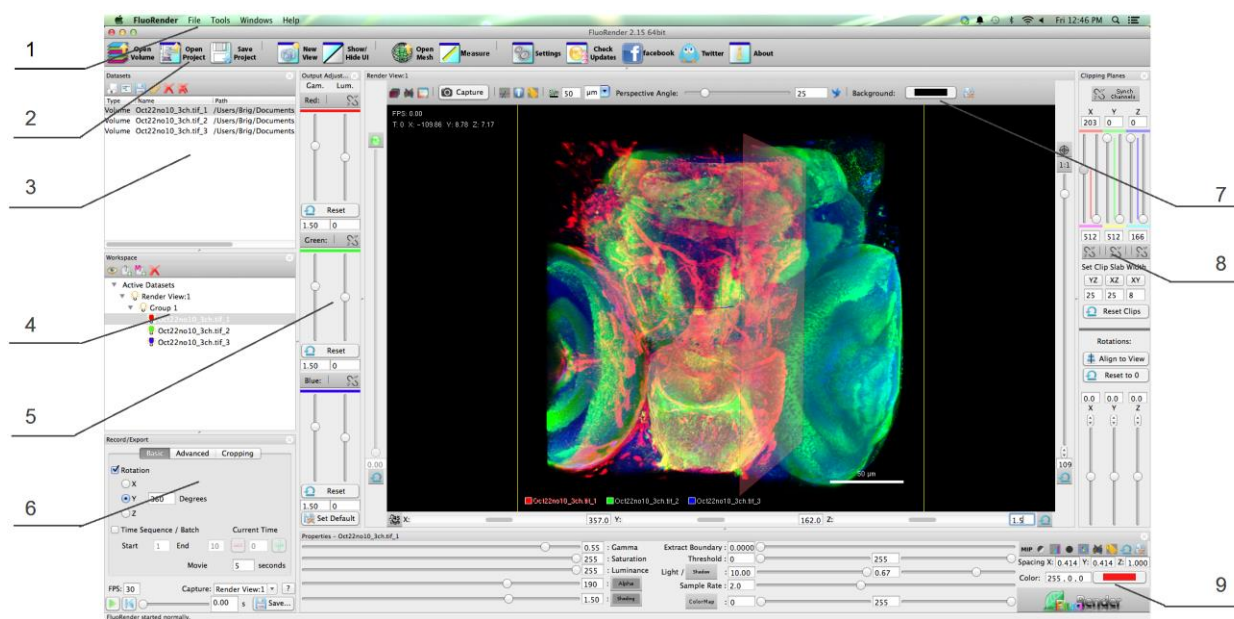 FluoRender File Tools Windows Help Fri 12:46 PM
FluoRender 2.15 64bit
1
2
3
4
5
6
7
8
9
Open Volume
Open Project
Save Project
New View
Show/ Hide UI
Open Mesh
Measure
Settings
Check Updates
facebook
Twitter
About
Datasets
Type Name Path
Volume Oct22no10_3ch.tif_1 /Users/Brig/Documents
Volume Oct22no10_3ch.tif_2 /Users/Brig/Documents
Volume Oct22no10_3ch.tif_3 /Users/Brig/Documents
Workspace
Active Datasets
Render View:1
Group 1
Oct22no10_3ch.tif_1
Oct22no10_3ch.tif_2
Oct22no10_3ch.tif_3
Record/Export
Basic Advanced Cropping
Rotation
X
Y 360 Degrees
Z
Time Sequence / Batch Current Time
Start 1 End 10 0
Movie 5 seconds
FPS: 30 Capture: Render View:1 ?
0.00 s Save...
FluoRender started normally.
Output Adjust...
Gam. Lum.
Red:
Reset
1.50 0
Green:
Reset
1.50 0
Blue:
Reset
1.50 0
Set Default
Render View:1
Capture 50 µm Perspective Angle: 25 Background:
FPS: 0.00
T: 0 X: -109.86 Y: 8.78 Z: 7.17
0.00
50 µm
Oct22no10_3ch.tif_1 Oct22no10_3ch.tif_2 Oct22no10_3ch.tif_3
1:1
109
X: 357.0 Y: 162.0 Z: 1.5
Properties - Oct22no10_3ch.tif_1
0.55 : Gamma Extract Boundary : 0.0000
255 : Saturation Threshold : 0 255
255 : Luminance Light / Shadow : 10.00 0.67
190 : Alpha Sample Rate : 2.0
1.50 : Shading ColorMap : 0 255
MIP
Spacing X: 0.414 Y: 0.414 Z: 1.000
Color: 255 , 0 , 0
FluoRender
Clipping Planes
Synch Channels
X Y Z
203 0 0
512 512 166
Set Clip Slab Width
YZ XZ XY
25 25 8
Reset Clips
Rotations:
Align to View
Reset to 0
0.0 0.0 0.0
X Y Z